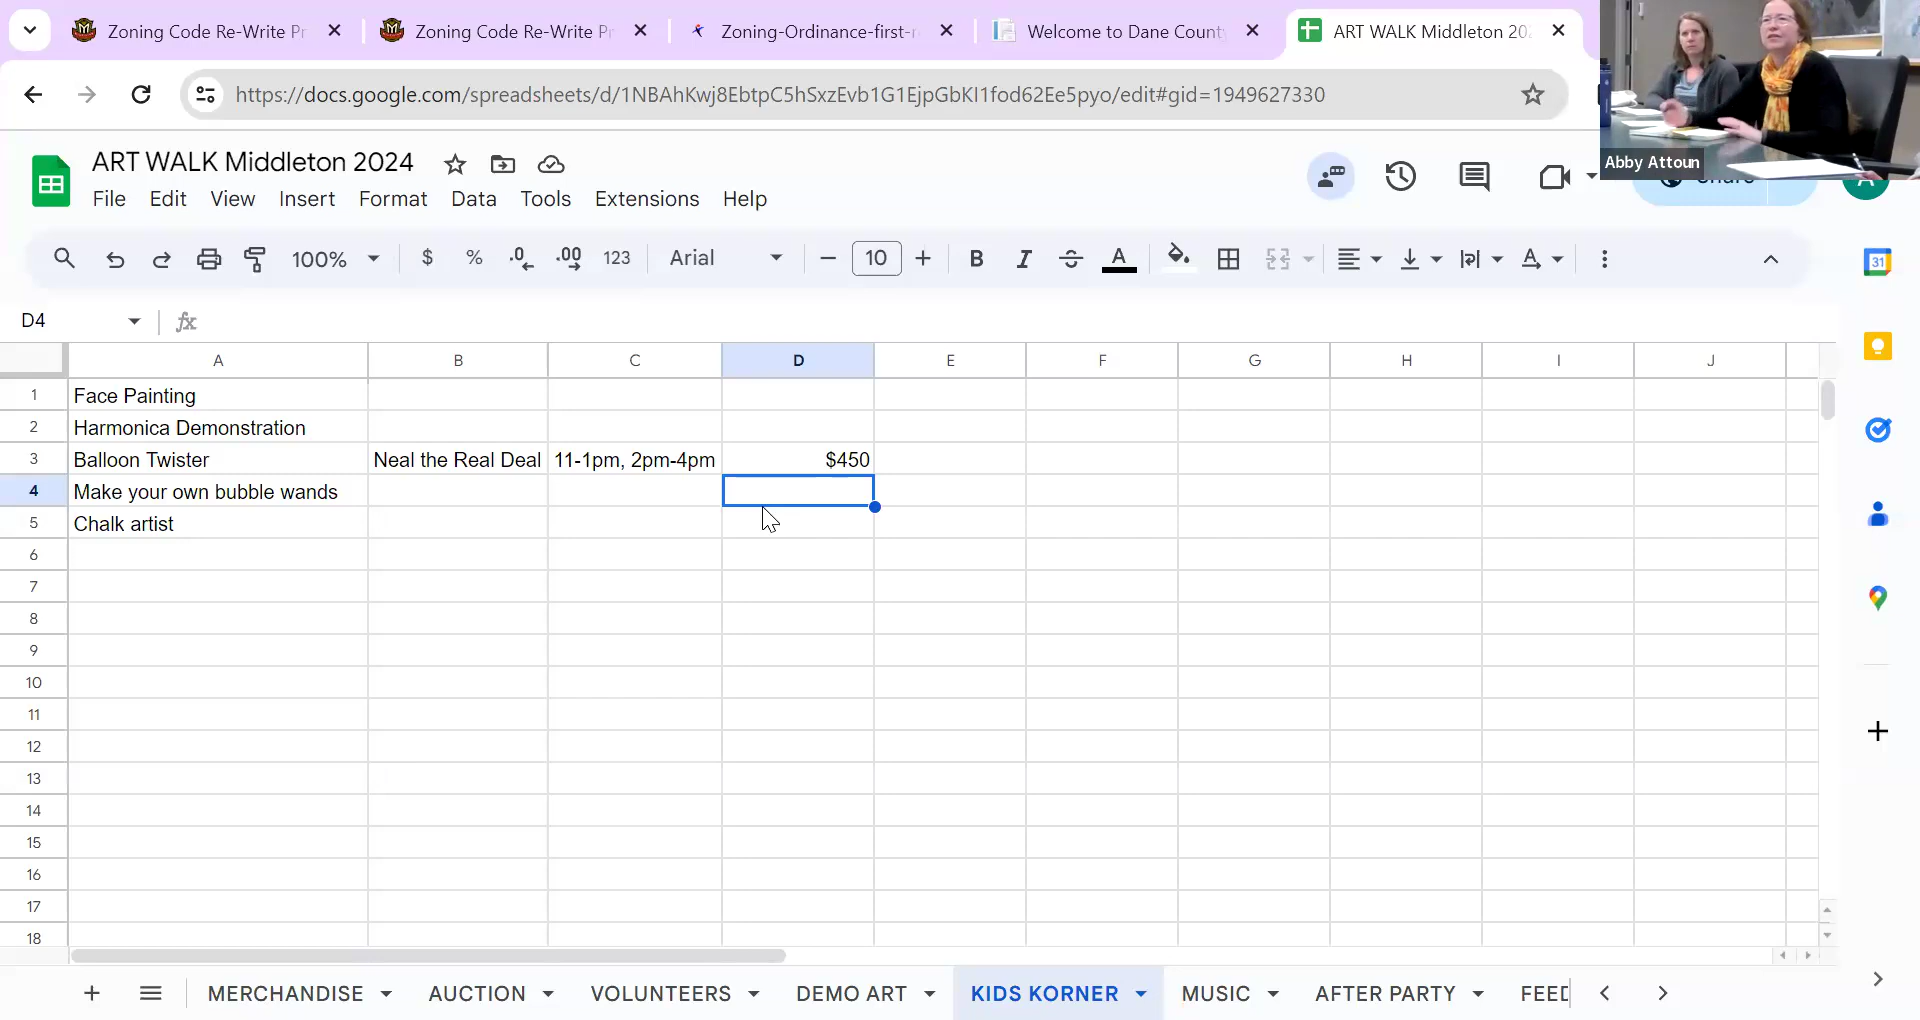 Zoning Code Re-Write Pr
Zoning Code Re-Write Pr
Zoning-Ordinance-first-r
Welcome to Dane County
ART WALK Middleton 202
https://docs.google.com/spreadsheets/d/1NBAhKwj8EbtpC5hSxzEvb1G1EjpGbKI1fod62Ee5pyo/edit#gid=1949627330
Abby Attoun
ART WALK Middleton 2024
Share
A
File Edit View Insert Format Data Tools Extensions Help
100% $ % .0 .00 123 Arial 10 B I A A
31
D4 fx
A B C D E F G H I J
1 Face Painting
2 Harmonica Demonstration
3 Balloon Twister Neal the Real Deal 11-1pm, 2pm-4pm $450
4 Make your own bubble wands
5 Chalk artist
6
7
8
9
10
11
12
13
14
15
16
17
18
MERCHANDISE AUCTION VOLUNTEERS DEMO ART KIDS KORNER MUSIC AFTER PARTY FEED